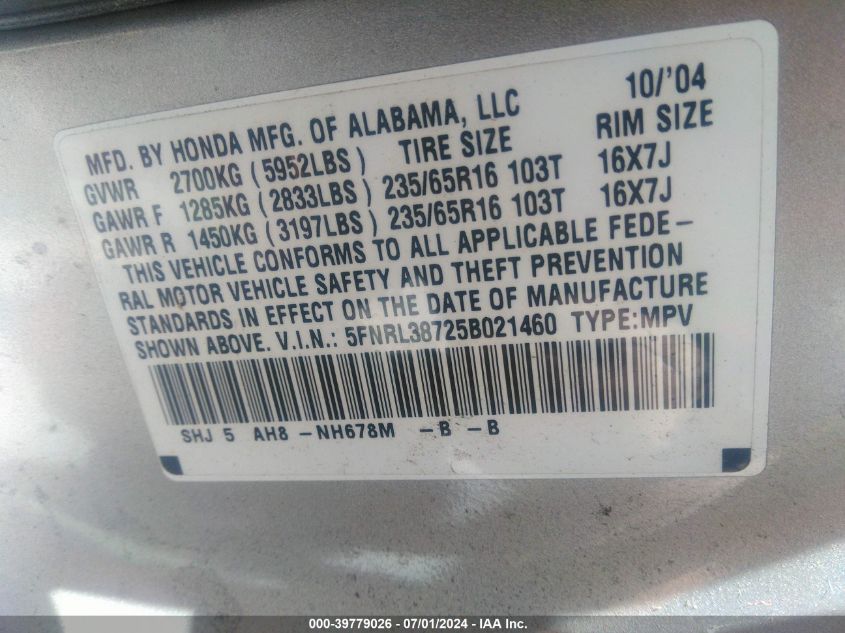 10/'04
MFD. BY HONDA MFG. OF ALABAMA, LLC
GVWR 2700KG (5952LBS) TIRE SIZE RIM SIZE
GAWR F 1285KG (2833LBS) 235/65R16 103T 16X7J
GAWR R 1450KG (3197LBS) 235/65R16 103T 16X7J
THIS VEHICLE CONFORMS TO ALL APPLICABLE FEDE-
RAL MOTOR VEHICLE SAFETY AND THEFT PREVENTION
STANDARDS IN EFFECT ON THE DATE OF MANUFACTURE
SHOWN ABOVE. V.I.N.: 5FNRL38725B021460 TYPE:MPV
SHJ 5 AH8 -NH678M -B -B
000-39779026 - 07/01/2024 - IAA Inc.